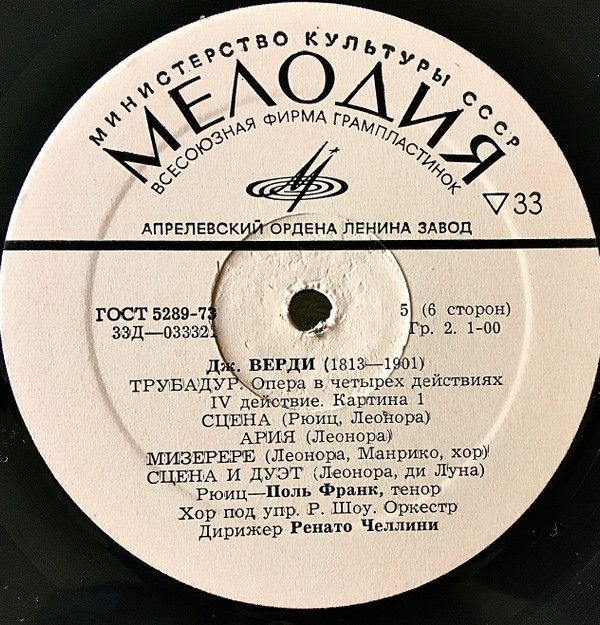 МИНИСТЕРСТВО КУЛЬТУРЫ СССР
МЕЛОДИЯ
ВСЕСОЮЗНАЯ ФИРМА ГРАМПЛАСТИНОК
▽33
АПРЕЛЕВСКИЙ ОРДЕНА ЛЕНИНА ЗАВОД
ГОСТ 5289-73
5 (6 сторон)
33Д—033321
Гр. 2. 1-00
Дж. ВЕРДИ (1813—1901)
ТРУБАДУР. Опера в четырех действиях
IV действие. Картина 1
СЦЕНА (Рюиц, Леонора)
АРИЯ (Леонора)
МИЗЕРЕРЕ (Леонора, Манрико, хор)
СЦЕНА И ДУЭТ (Леонора, ди Луна)
Рюиц—Поль Франк, тенор
Хор под упр. Р. Шоу. Оркестр
Дирижер Ренато Челлини